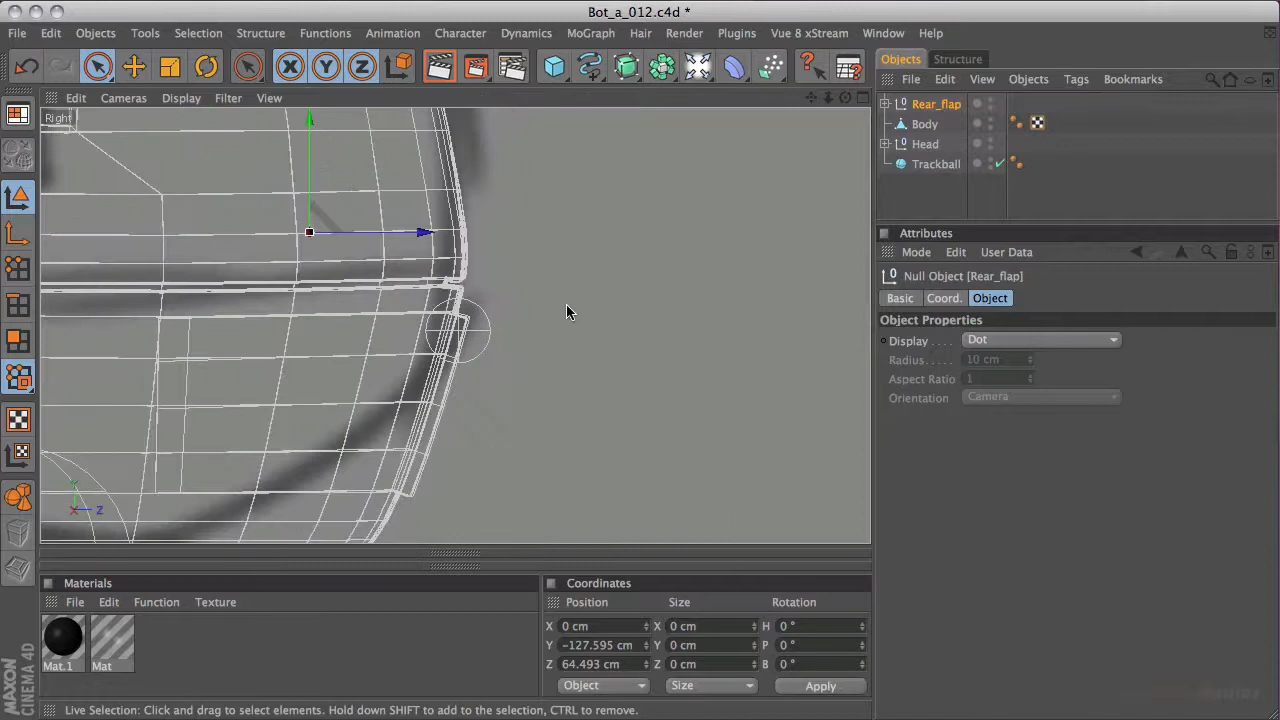 Bot_a_012.c4d *
File Edit Objects Tools Selection Structure Functions Animation Character Dynamics MoGraph Hair Render Plugins Vue 8 xStream Window Help
Objects Structure
File Edit View Objects Tags Bookmarks
Edit Cameras Display Filter View
Right
Rear_flap
Body
Head
Trackball
Attributes
Mode Edit User Data
Null Object [Rear_flap]
Basic Coord. Object
Object Properties
Display . . . . Dot
Radius . . . . . 10 cm
Aspect Ratio 1
Orientation Camera
Y
X Z
Materials
File Edit Function Texture
Mat.1 Mat
Coordinates
Position Size Rotation
X 0 cm X 0 cm H 0 °
Y -127.595 cm Y 0 cm P 0 °
Z 64.493 cm Z 0 cm B 0 °
Object Size Apply
MAXON CINEMA 4D
Live Selection: Click and drag to select elements. Hold down SHIFT to add to the selection, CTRL to remove.